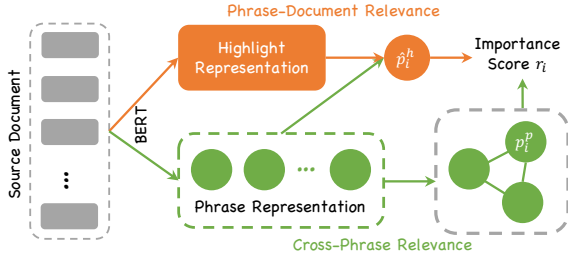 Phrase-Document Relevance
Source Document
...
BERT
Highlight
Representation
p̂ᵢʰ
Importance
Score rᵢ
...
Phrase Representation
pᵢᵖ
Cross-Phrase Relevance